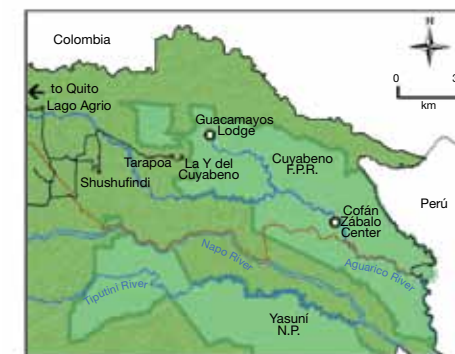 Colombia
N
to Quito
Lago Agrio
0 3
km
Guacamayos
Lodge
Tarapoa
La Y del
Cuyabeno
Cuyabeno
F.P.R.
Shushufindi
Perú
Cofán
Zábalo
Center
Napo River
Aguarico River
Tiputini River
Yasuní
N.P.